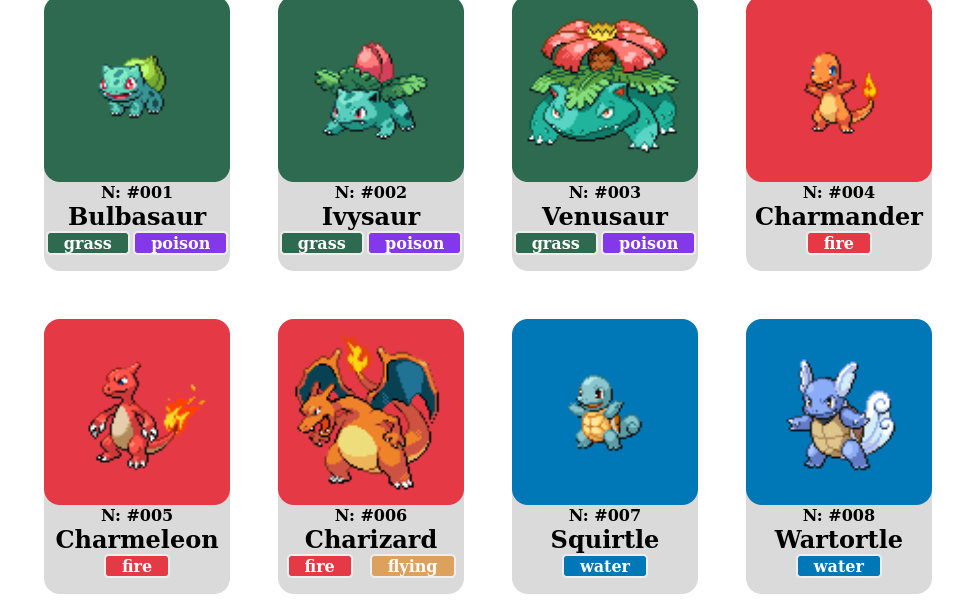 N: #001
Bulbasaur
grass poison
N: #002
Ivysaur
grass poison
N: #003
Venusaur
grass poison
N: #004
Charmander
fire
N: #005
Charmeleon
fire
N: #006
Charizard
fire flying
N: #007
Squirtle
water
N: #008
Wartortle
water